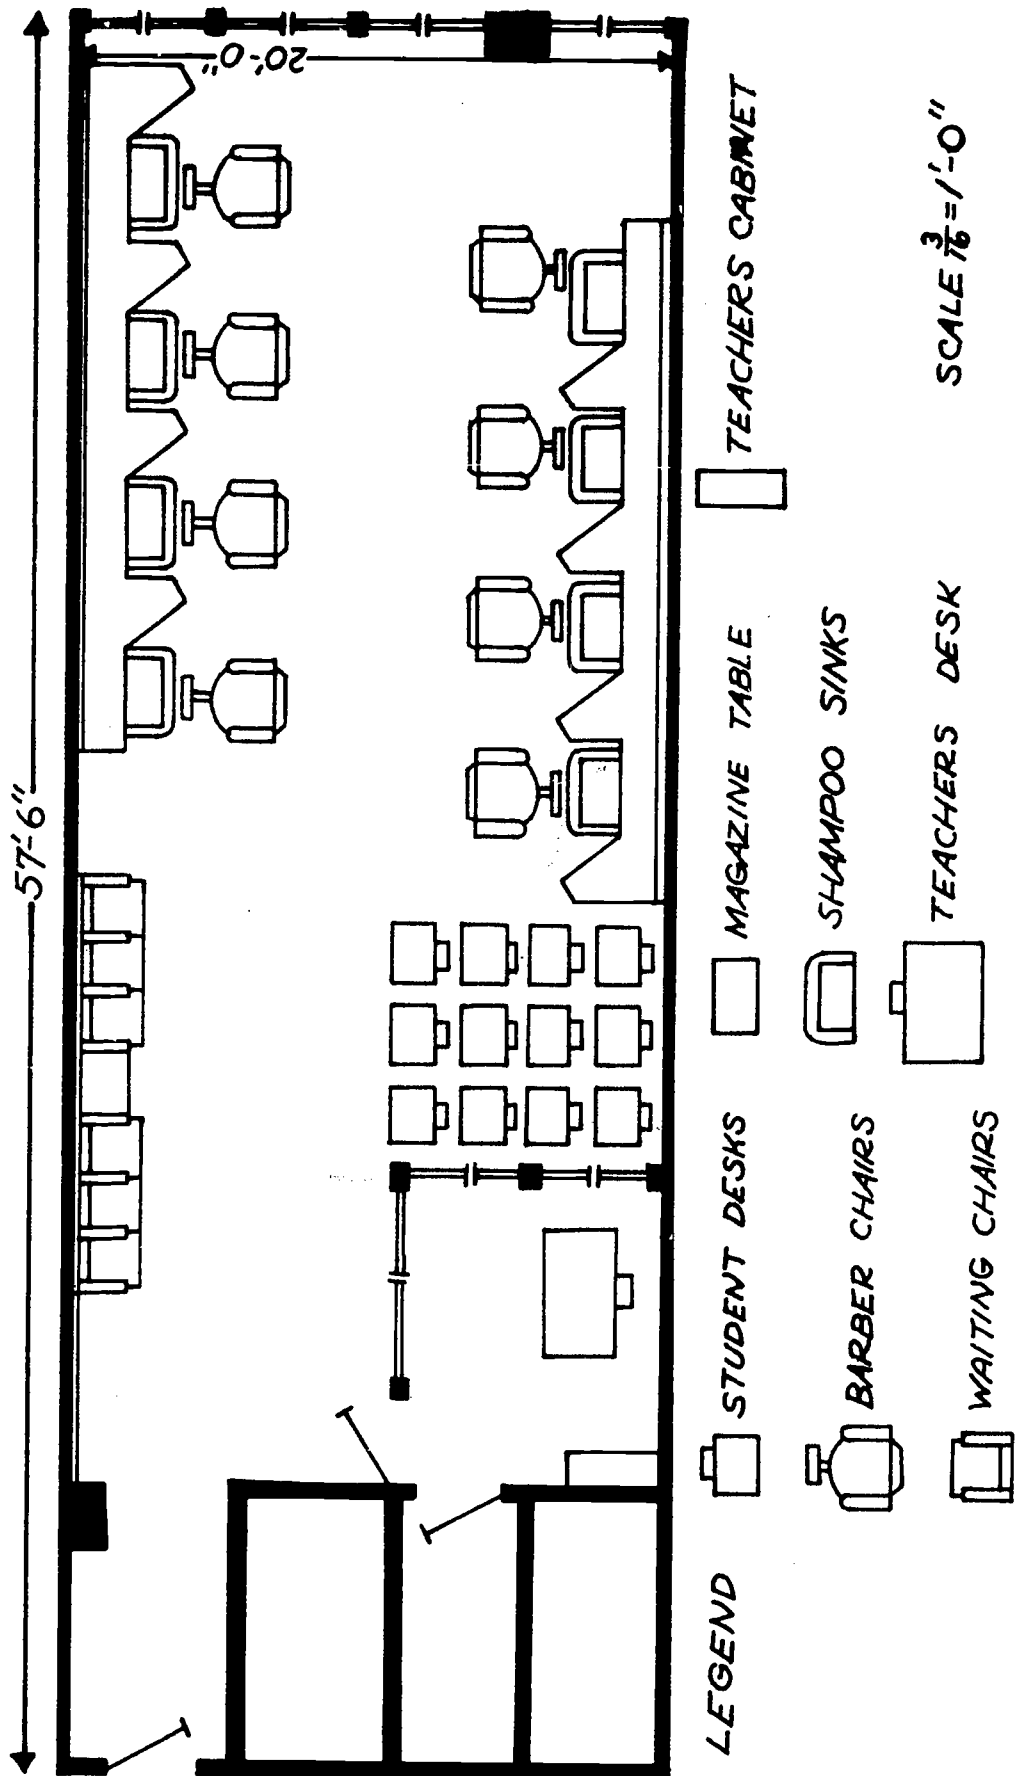 57'-6"
20'-0"
LEGEND
STUDENT DESKS
MAGAZINE TABLE
TEACHERS CABINET
BARBER CHAIRS
SHAMPOO SINKS
WAITING CHAIRS
TEACHERS DESK
SCALE 3/16=1'-0"